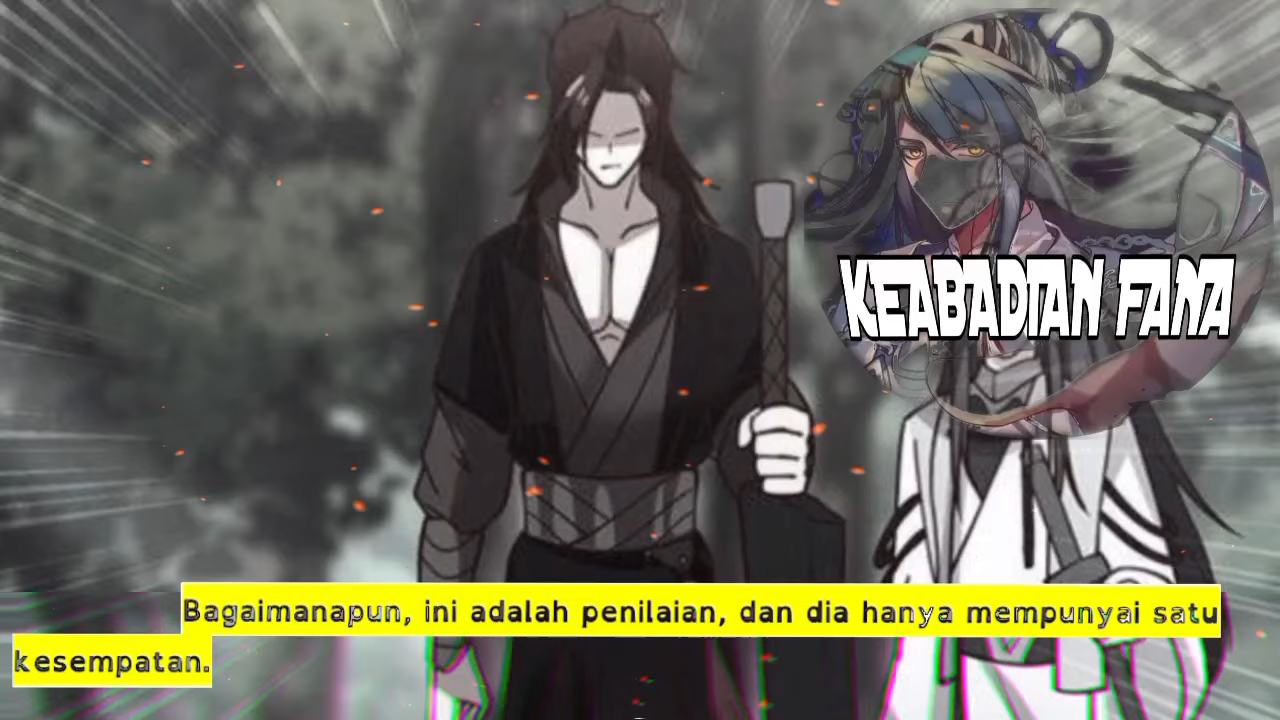 KEABADIAN FANA
Bagaimanapun, ini adalah penilaian, dan dia hanya mempunyai satu
kesempatan.